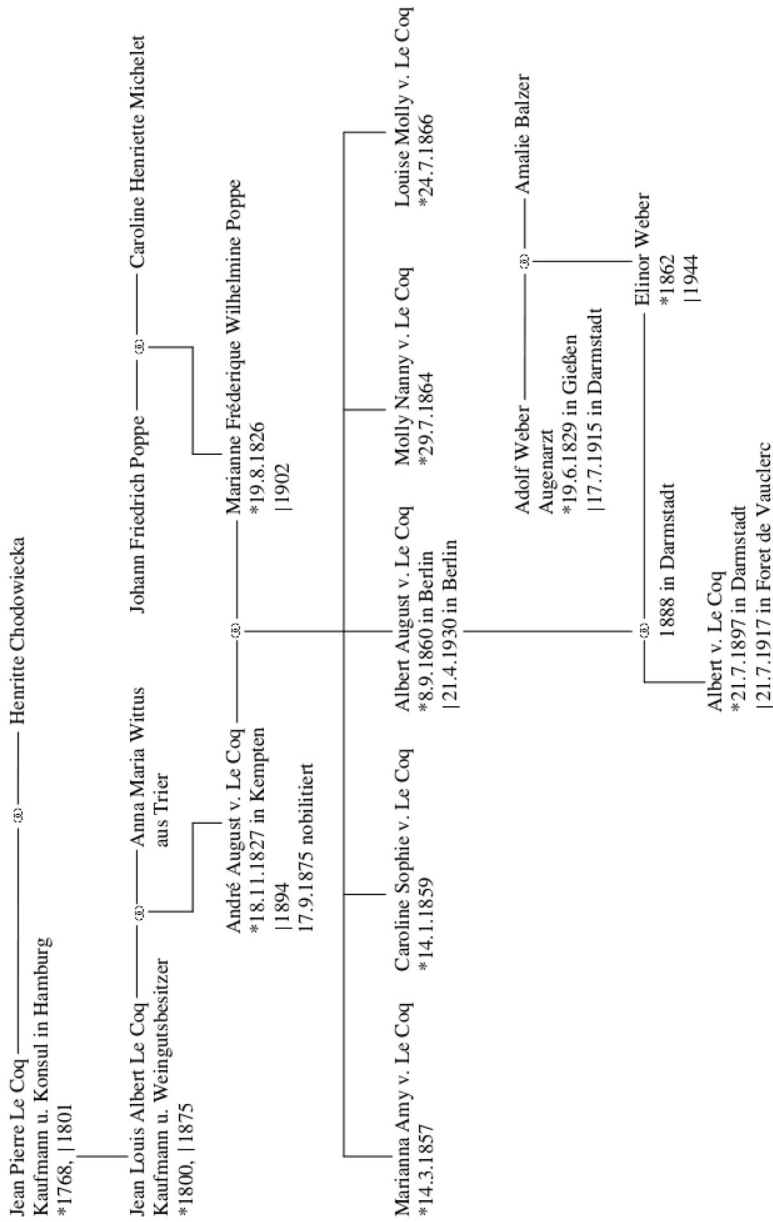 Jean Pierre Le Coq
Kaufmann u. Konsul in Hamburg
*1768, |1801
Henritte Chodowiecka
Jean Louis Albert Le Coq
Kaufmann u. Weingutsbesitzer
*1800, |1875
Anna Maria Wittus
aus Trier
Johann Friedrich Poppe
Caroline Henriette Michelet
André August v. Le Coq
*18.11.1827 in Kempten
|1894
17.9.1875 nobilitiert
Marianne Fréderique Wilhelmine Poppe
*19.8.1826
|1902
Marianna Amy v. Le Coq
*14.3.1857
Caroline Sophie v. Le Coq
*14.1.1859
Albert August v. Le Coq
*8.9.1860 in Berlin
|21.4.1930 in Berlin
Molly Nanny v. Le Coq
*29.7.1864
Louise Molly v. Le Coq
*24.7.1866
Adolf Weber
Augenarzt
*19.6.1829 in Gießen
|17.7.1915 in Darmstadt
Amalie Balzer
1888 in Darmstadt
Elinor Weber
*1862
|1944
Albert v. Le Coq
*21.7.1897 in Darmstadt
|21.7.1917 in Foret de Vauclerc